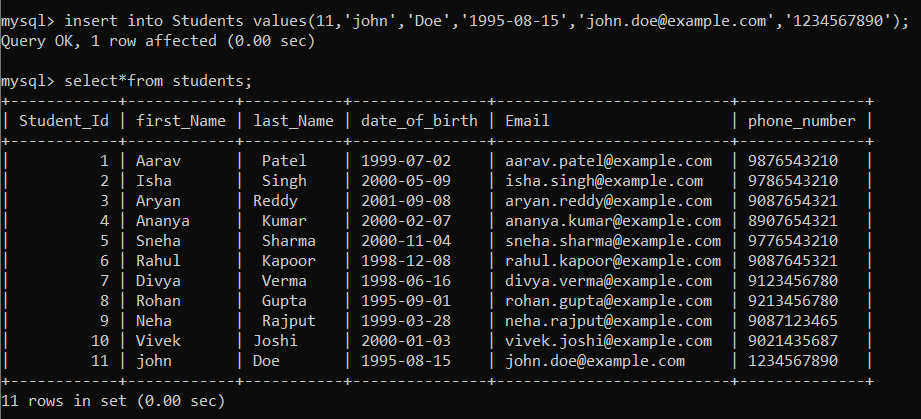 mysql> insert into Students values(11,'john','Doe','1995-08-15','john.doe@example.com','1234567890');
Query OK, 1 row affected (0.00 sec)
mysql> select*from students;
+------------+------------+-----------+---------------+--------------------------+--------------+
| Student_Id | first_Name | last_Name | date_of_birth | Email                    | phone_number |
+------------+------------+-----------+---------------+--------------------------+--------------+
|          1 | Aarav      |  Patel    | 1999-07-02    | aarav.patel@example.com  | 9876543210   |
|          2 | Isha       |  Singh    | 2000-05-09    | isha.singh@example.com   | 9786543210   |
|          3 | Aryan      | Reddy     | 2001-09-08    | aryan.reddy@example.com  | 9087654321   |
|          4 | Ananya     |  Kumar    | 2000-02-07    | ananya.kumar@example.com | 8907654321   |
|          5 | Sneha      |  Sharma   | 2000-11-04    | sneha.sharma@example.com | 9776543210   |
|          6 | Rahul      |  Kapoor   | 1998-12-08    | rahul.kapoor@example.com | 9087645321   |
|          7 | Divya      |  Verma    | 1998-06-16    | divya.verma@example.com  | 9123456780   |
|          8 | Rohan      |  Gupta    | 1995-09-01    | rohan.gupta@example.com  | 9213456780   |
|          9 | Neha       |  Rajput   | 1999-03-28    | neha.rajput@example.com  | 9087123465   |
|         10 | Vivek      | Joshi     | 2000-01-03    | vivek.joshi@example.com  | 9021435687   |
|         11 | john       | Doe       | 1995-08-15    | john.doe@example.com     | 1234567890   |
+------------+------------+-----------+---------------+--------------------------+--------------+
11 rows in set (0.00 sec)